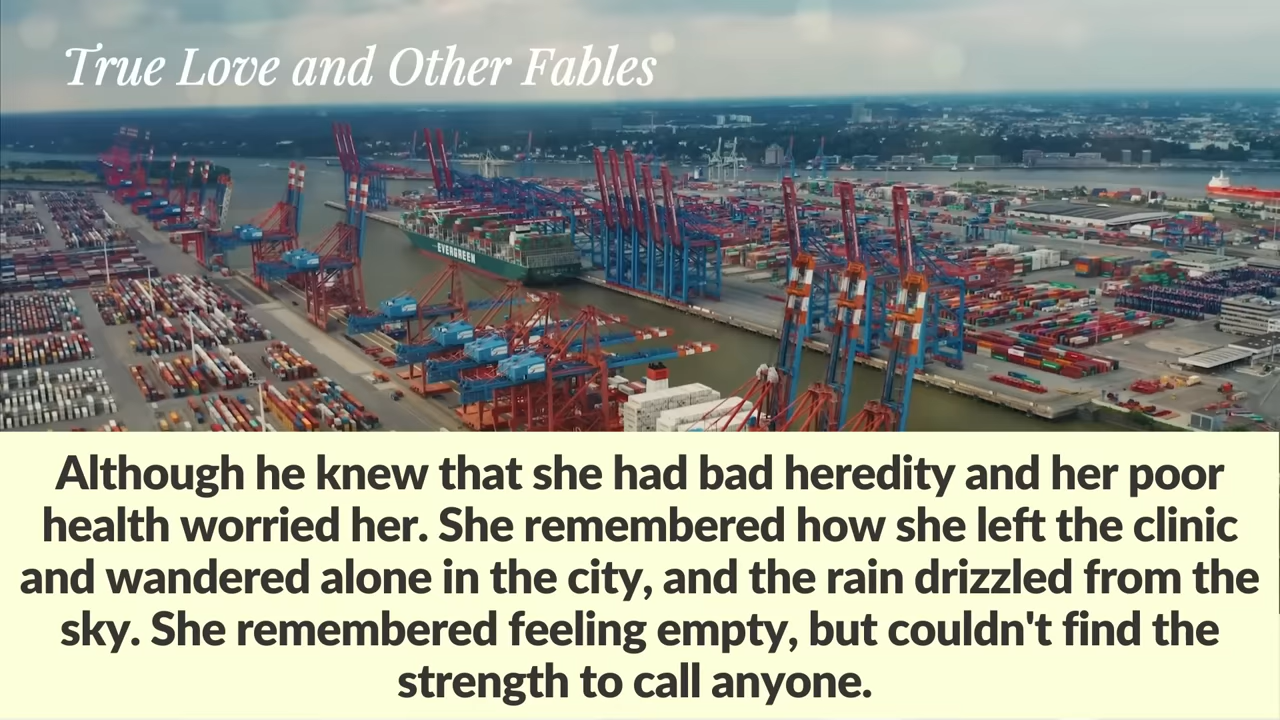 True Love and Other Fables
EVERGREEN
Although he knew that she had bad heredity and her poor
health worried her. She remembered how she left the clinic
and wandered alone in the city, and the rain drizzled from the
sky. She remembered feeling empty, but couldn't find the
strength to call anyone.